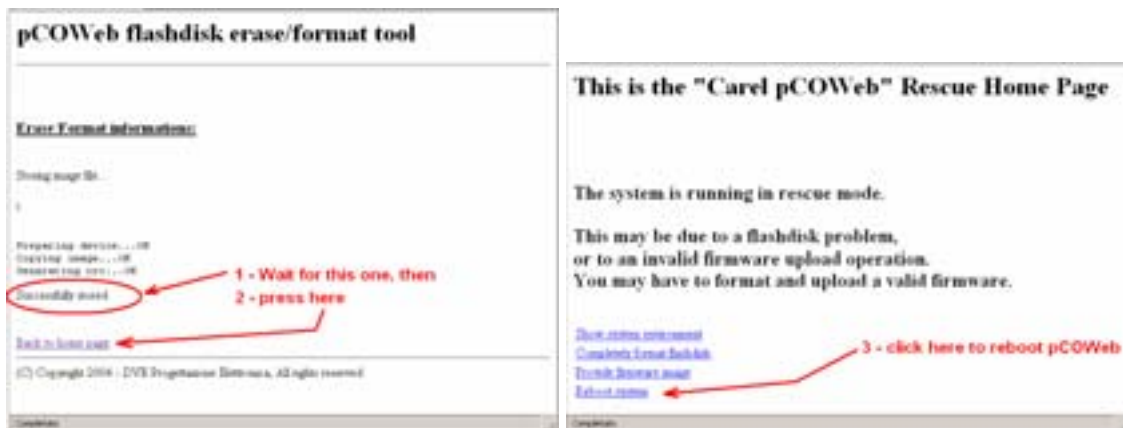 pCOWeb flashdisk erase/format tool
Erase Format informations:
Storing image file...
Preparing device...OK
Copying image...OK
Generating crc...OK
Successfully stored
1 - Wait for this one, then
2 - press here
Back to home page
(C) Copyright 2004 - DVE Progettazione Elettronica, All rights reserved
Completato
This is the "Carel pCOWeb" Rescue Home Page
The system is running in rescue mode.
This may be due to a flashdisk problem,
or to an invalid firmware upload operation.
You may have to format and upload a valid firmware.
Show system environment
Completely format flashdisk
Provide firmware image
Reboot system
3 - click here to reboot pCOWeb
Completato